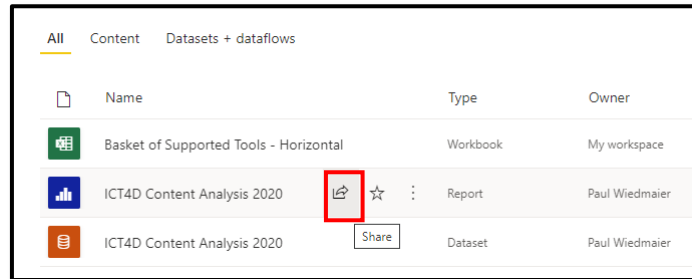 All Content Datasets + dataflows
Name Type Owner
Basket of Supported Tools - Horizontal Workbook My workspace
ICT4D Content Analysis 2020 Report Paul Wiedmaier
Share
ICT4D Content Analysis 2020 Dataset Paul Wiedmaier